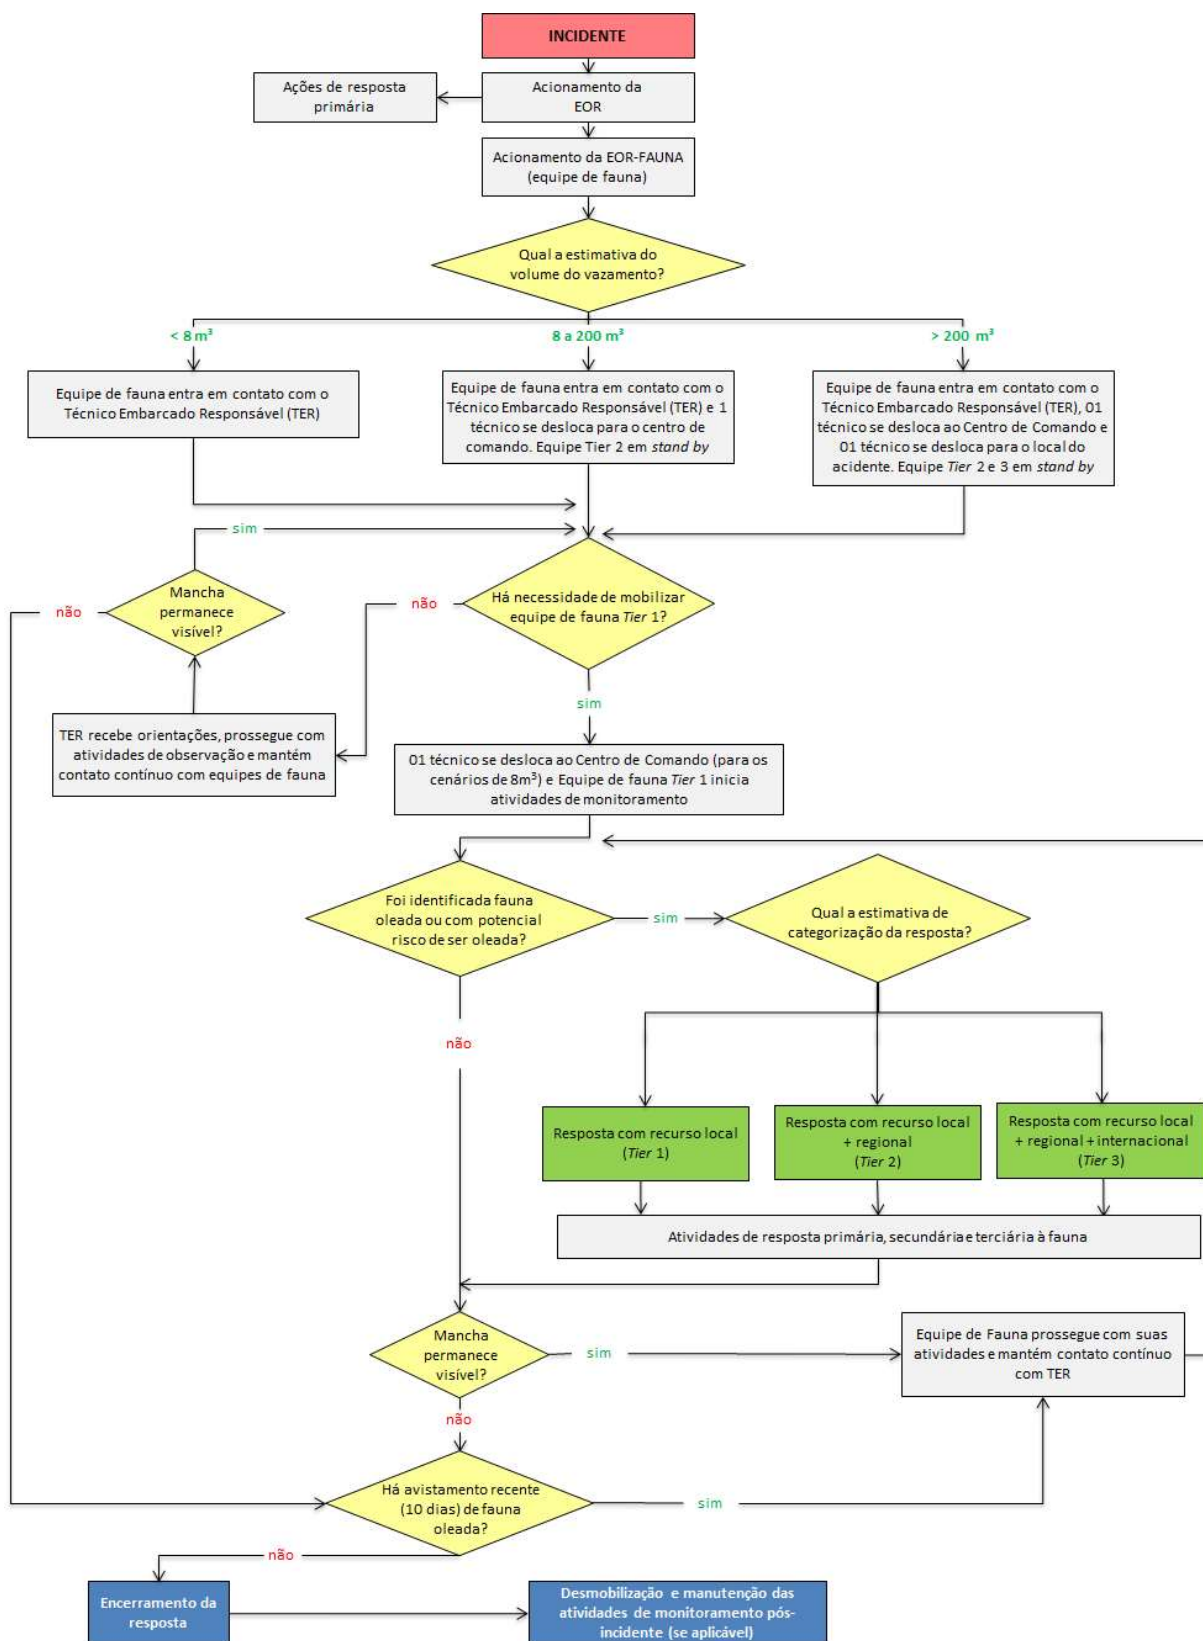 INCIDENTE
Ações de resposta
primária
Acionamento da
EOR
Acionamento da EOR-FAUNA
(equipe de fauna)
Qual a estimativa do
volume do vazamento?
< 8 m³
8 a 200 m³
> 200 m³
Equipe de fauna entra em contato com o
Técnico Embarcado Responsável (TER)
Equipe de fauna entra em contato com o
Técnico Embarcado Responsável (TER) e 1
técnico se desloca para o centro de
comando. Equipe Tier 2 em stand by
Equipe de fauna entra em contato com o
Técnico Embarcado Responsável (TER), 01
técnico se desloca ao Centro de Comando e
01 técnico se desloca para o local do
acidente. Equipe Tier 2 e 3 em stand by
sim
não
Mancha
permanece
visível?
não
Há necessidade de mobilizar
equipe de fauna Tier 1?
sim
TER recebe orientações, prossegue com
atividades de observação e mantém
contato contínuo com equipes de fauna
01 técnico se desloca ao Centro de Comando (para os
cenários de 8m³) e Equipe de fauna Tier 1 inicia
atividades de monitoramento
Foi identificada fauna
oleada ou com potencial
risco de ser oleada?
sim
Qual a estimativa de
categorização da resposta?
não
Resposta com recurso local
(Tier 1)
Resposta com recurso local
+ regional
(Tier 2)
Resposta com recurso local
+ regional + internacional
(Tier 3)
Atividades de resposta primária, secundária e terciária à fauna
Mancha
permanece
visível?
sim
Equipe de Fauna prossegue com suas
atividades e mantém contato contínuo
com TER
não
Há avistamento recente
(10 dias) de fauna
oleada?
sim
não
Encerramento da
resposta
Desmobilização e manutenção das
atividades de monitoramento pós-
incidente (se aplicável)